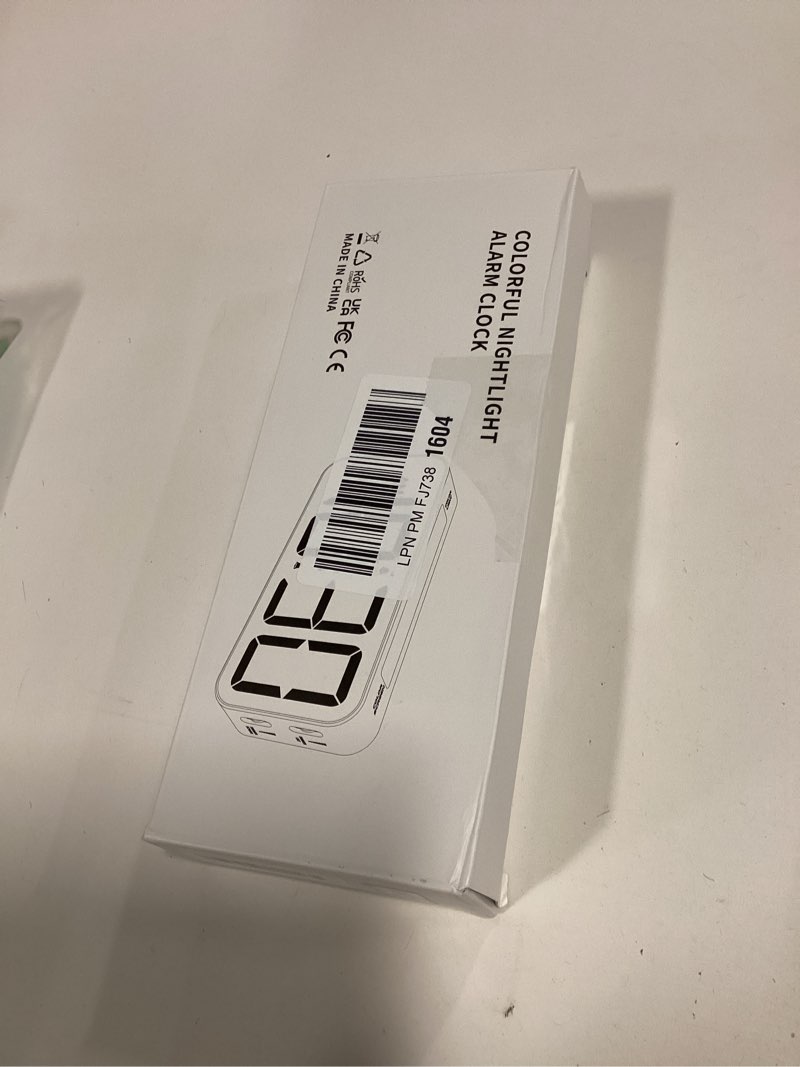 COLORFUL NIGHTLIGHT
ALARM CLOCK
RoHS UK CA FC CE
MADE IN CHINA
LPN PM FJ738 1604